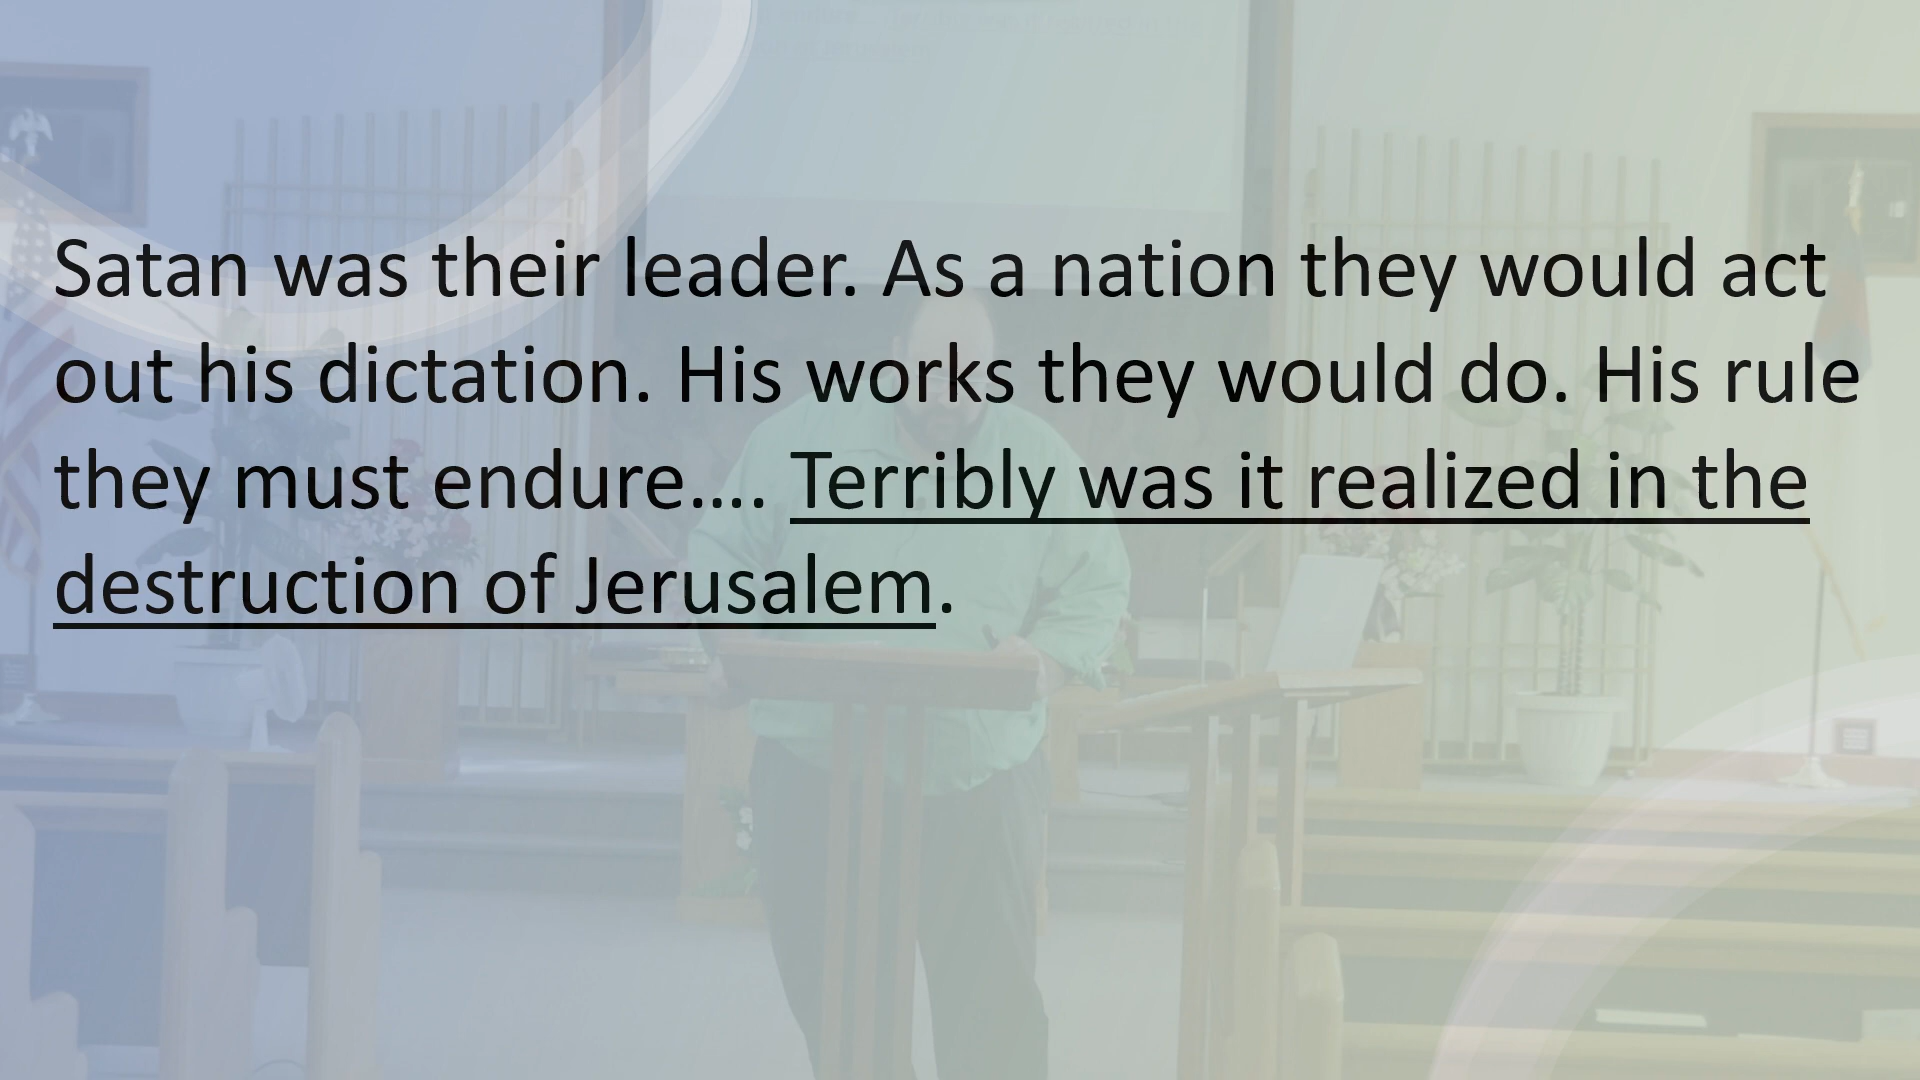 Satan was their leader. As a nation they would act
out his dictation. His works they would do. His rule
they must endure.... Terribly was it realized in the
destruction of Jerusalem.